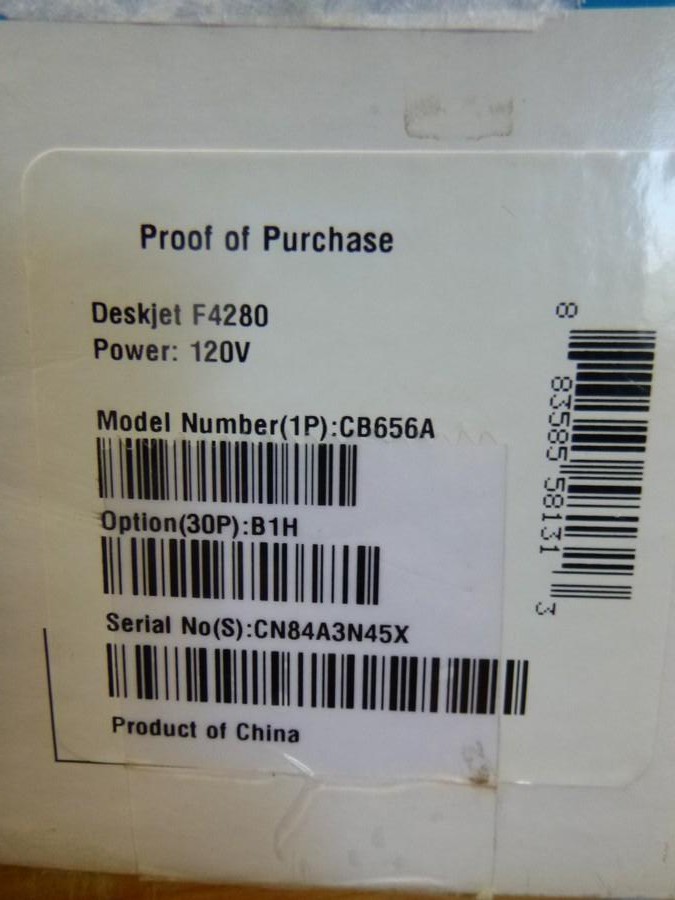 Proof of Purchase
Deskjet F4280
Power: 120V
Model Number(1P):CB656A
Option(30P):B1H
Serial No(S):CN84A3N45X
Product of China
8 83585 58131 3